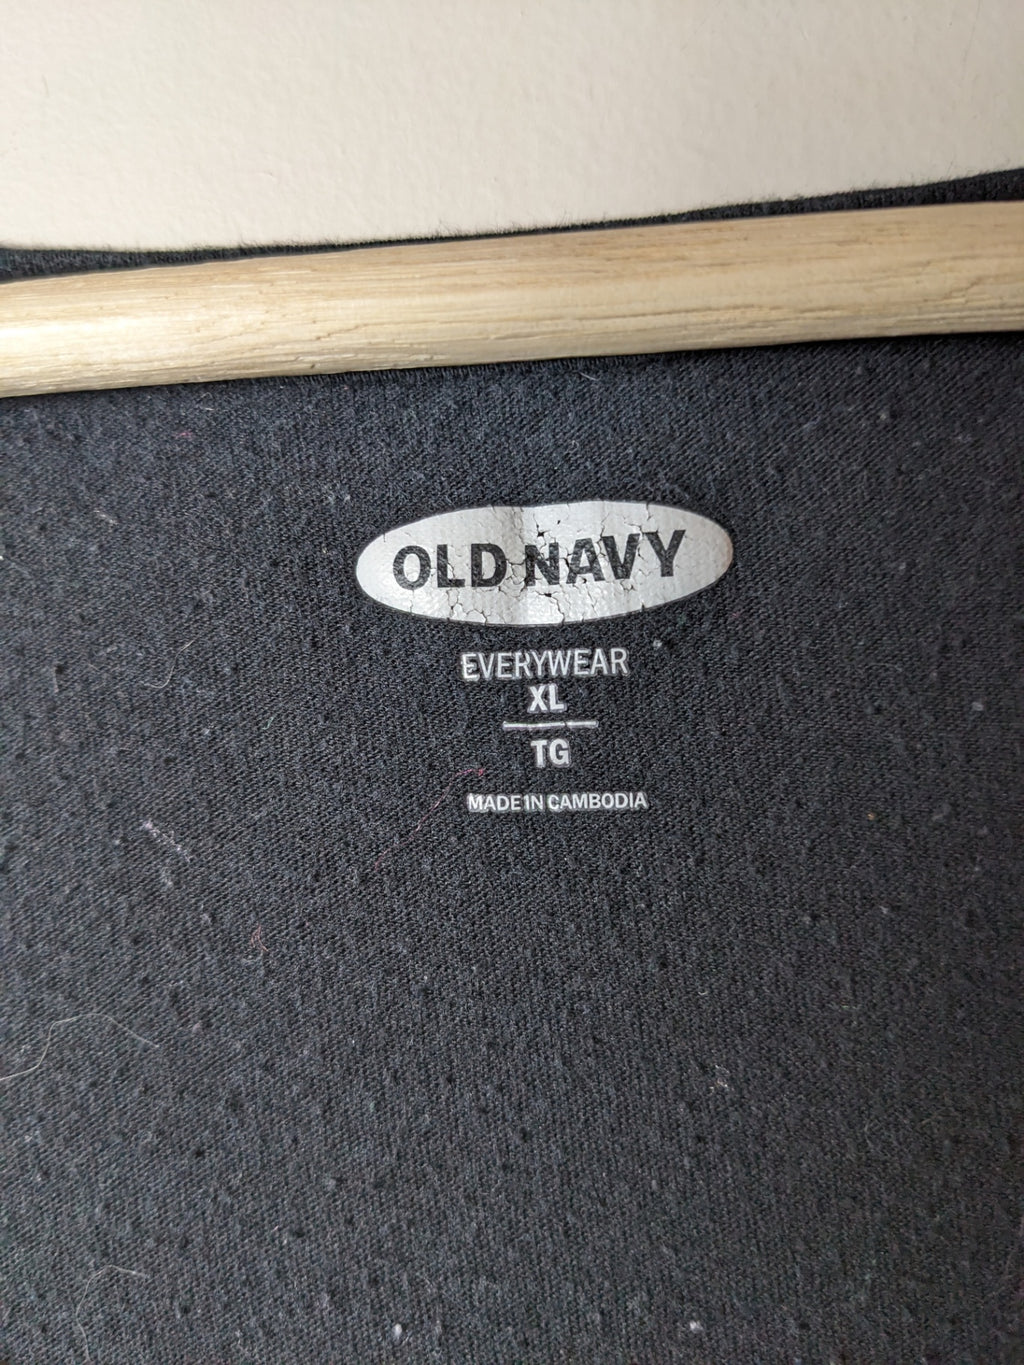 OLD NAVY
EVERYWEAR
XL
TG
MADE IN CAMBODIA